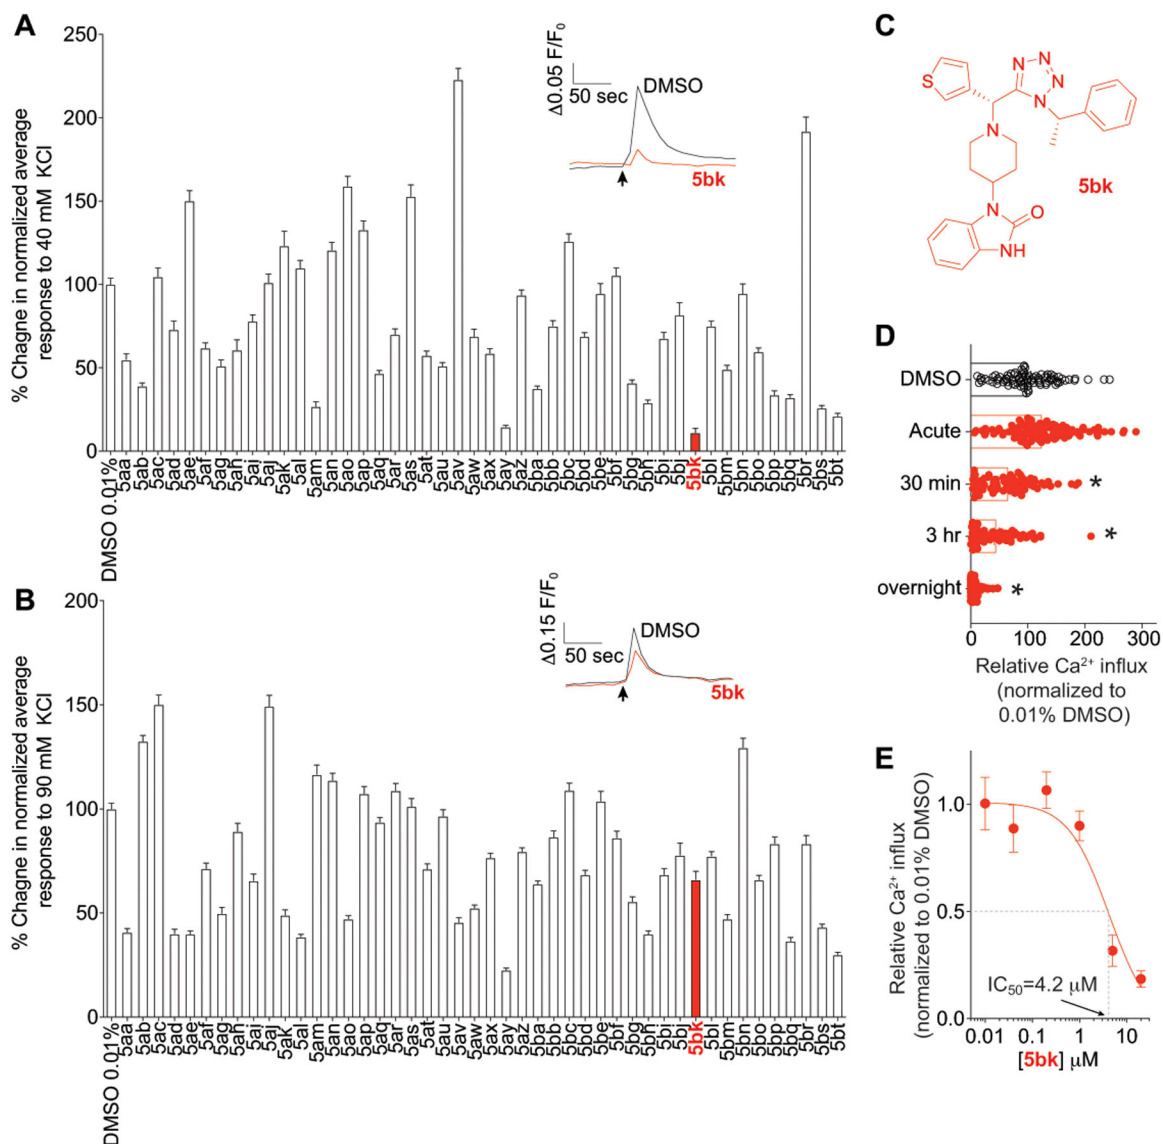 A
% Chagne in normalized average
response to 40 mM KCl
250
200
150
100
50
0
Δ0.05 F/F0
50 sec
DMSO
5bk
DMSO 0.01%
5aa
5ab
5ac
5ad
5ae
5af
5ag
5ah
5ai
5aj
5ak
5al
5am
5an
5ao
5ap
5aq
5ar
5as
5at
5au
5av
5aw
5ax
5ay
5az
5ba
5bb
5bc
5bd
5be
5bf
5bg
5bh
5bi
5bj
5bk
5bl
5bm
5bn
5bo
5bp
5bq
5br
5bs
5bt
B
% Chagne in normalized average
response to 90 mM KCl
200
150
100
50
0
Δ0.15 F/F0
50 sec
DMSO
5bk
DMSO 0.01%
5aa
5ab
5ac
5ad
5ae
5af
5ag
5ah
5ai
5aj
5ak
5al
5am
5an
5ao
5ap
5aq
5ar
5as
5at
5au
5av
5aw
5ax
5ay
5az
5ba
5bb
5bc
5bd
5be
5bf
5bg
5bh
5bi
5bj
5bk
5bl
5bm
5bn
5bo
5bp
5bq
5br
5bs
5bt
C
S
N
N
N
N
N
N
O
NH
5bk
D
DMSO
Acute
30 min
*
3 hr
*
overnight
*
0 100 200 300
Relative Ca2+ influx
(normalized to
0.01% DMSO)
E
Relative Ca2+ influx
(normalized to 0.01% DMSO)
1.0
0.5
0.0
IC50=4.2 µM
0.01 0.1 1 10
[5bk] µM